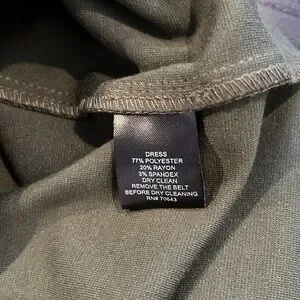 DRESS
77% POLYESTER
20% RAYON
3% SPANDEX
DRY CLEAN
REMOVE THE BELT
BEFORE DRY CLEANING
RN# 70643